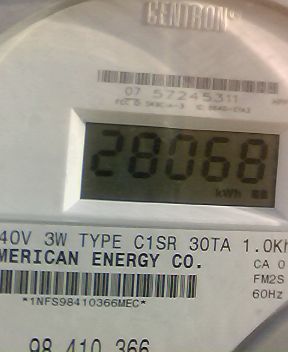 CENTRON®
07 57245311
28068
kWh
40V 3W TYPE C1SR 30TA 1.0Kh
MERICAN ENERGY CO.
CA 0
FM2S
60Hz
*1NFS98410366MEC*
98 410 366